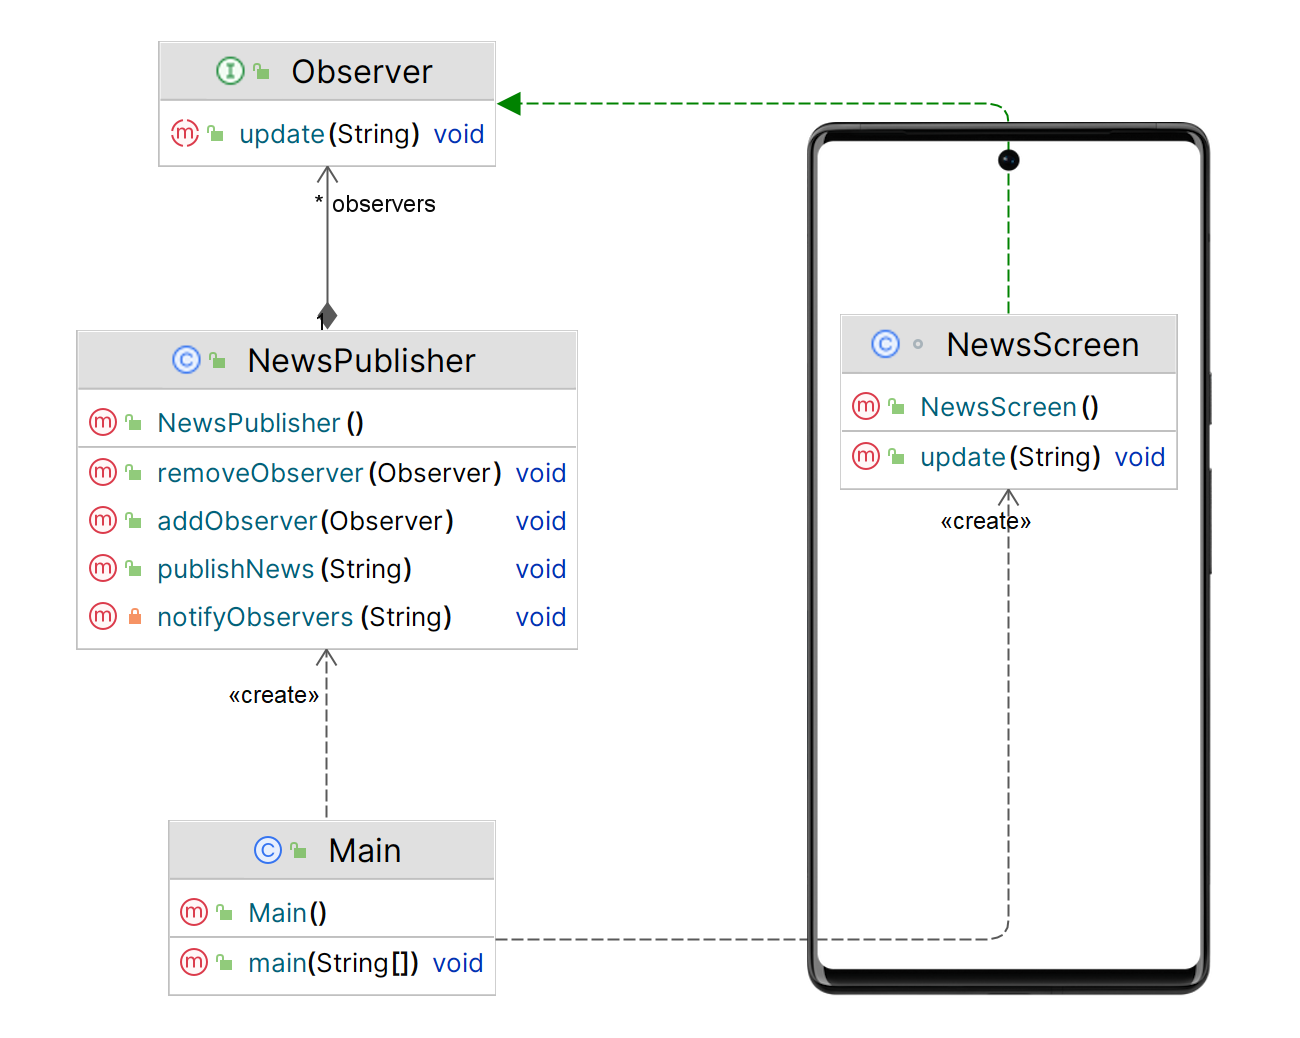 Observer
update(String) void
* observers
1
NewsPublisher
NewsPublisher()
removeObserver(Observer) void
addObserver(Observer) void
publishNews(String) void
notifyObservers(String) void
«create»
Main
Main()
main(String[]) void
NewsScreen
NewsScreen()
update(String) void
«create»